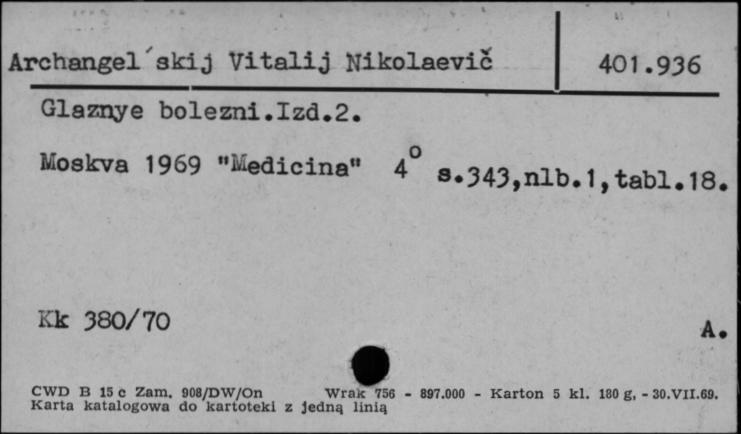 Archangel´skij Vitalij Nikolaevič 401.936
Glaznye bolezni.Izd.2.
Moskva 1969 "Medicina" 4° s.343,nlb.1,tabl.18.
Kk 380/70 A.
CWD B 15 c Zam. 908/DW/On Wrak 756 - 897.000 - Karton 5 kl. 180 g, - 30.VII.69.
Karta katalogowa do kartoteki z jedną linią